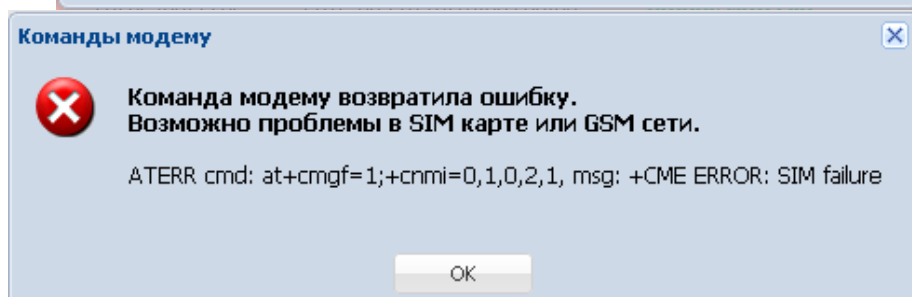 Команды модему
Команда модему возвратила ошибку.
Возможно проблемы в SIM карте или GSM сети.
ATERR cmd: at+cmgf=1;+cnmi=0,1,0,2,1, msg: +CME ERROR: SIM failure
OK